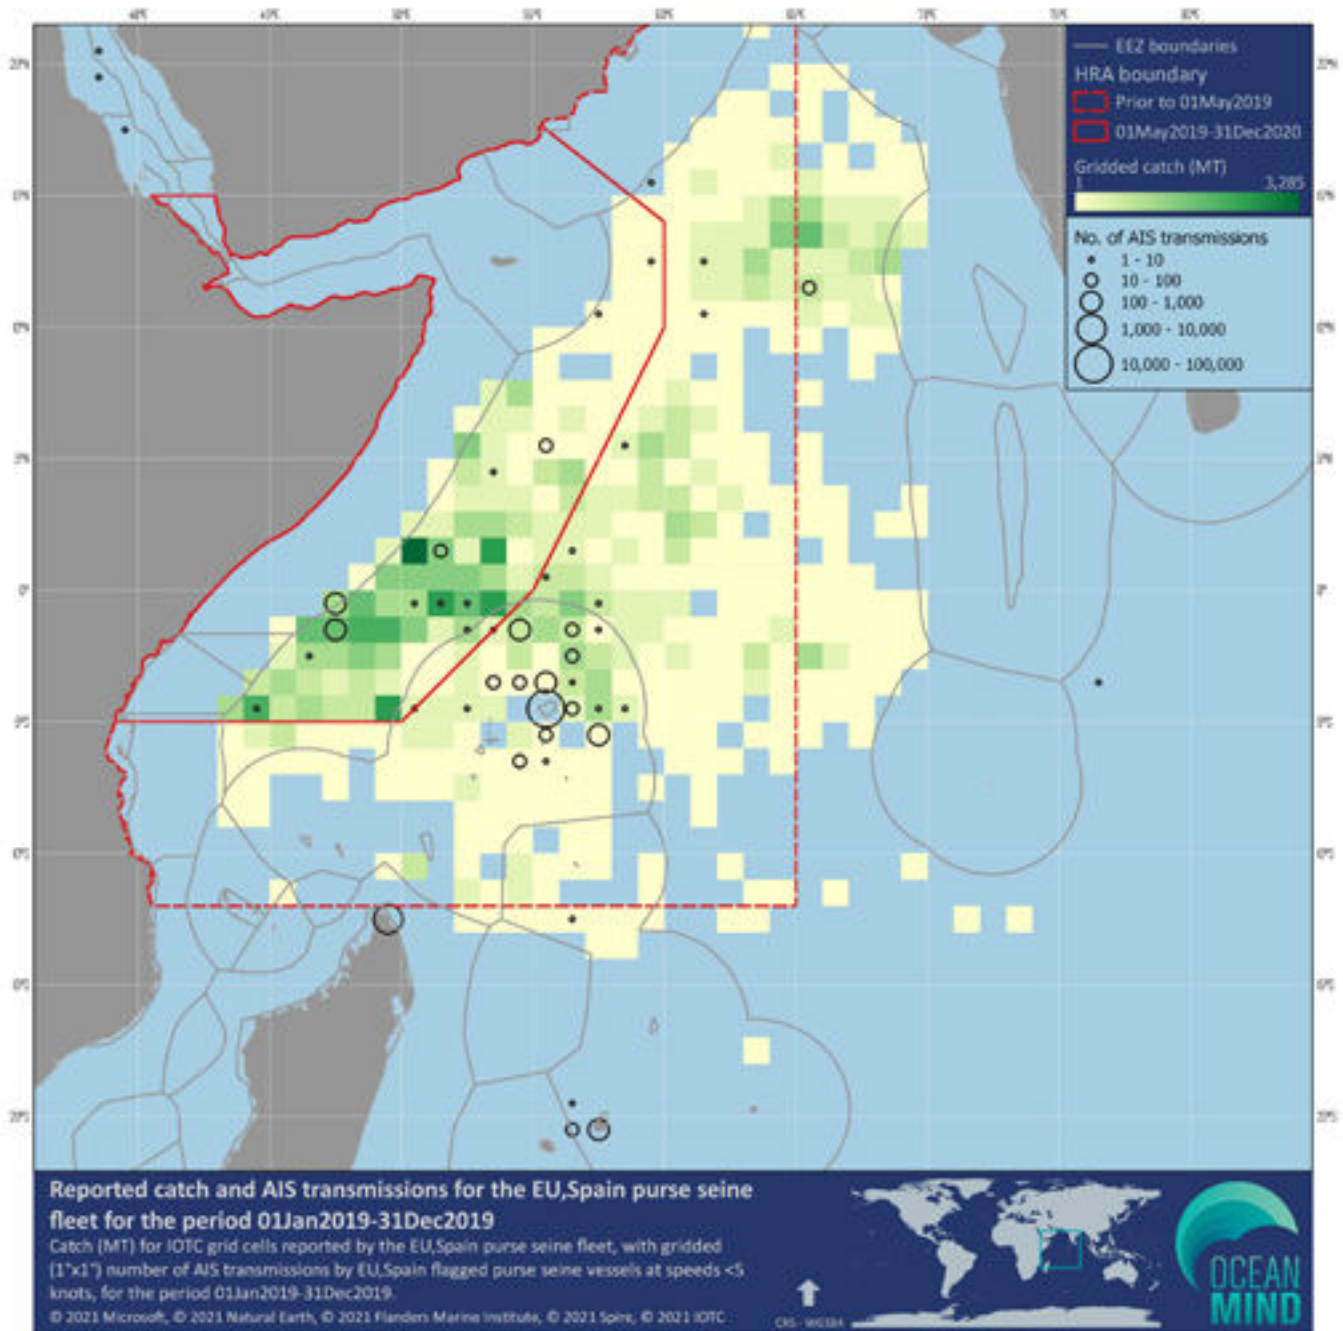 EEZ boundaries
HRA boundary
Prior to 01May2019
01May2019-31Dec2020
Gridded catch (MT)
1 3,285
No. of AIS transmissions
1 - 10
10 - 100
100 - 1,000
1,000 - 10,000
10,000 - 100,000
0° 0°
Reported catch and AIS transmissions for the EU,Spain purse seine
fleet for the period 01Jan2019-31Dec2019
Catch (MT) for IOTC grid cells reported by the EU,Spain purse seine fleet, with gridded
(1°x1°) number of AIS transmissions by EU,Spain flagged purse seine vessels at speeds <5
knots, for the period 01Jan2019-31Dec2019.
© 2021 Microsoft, © 2021 Natural Earth, © 2021 Flanders Marine Institute, © 2021 Spire, © 2021 IOTC
CRS - WGS84
OCEAN
MIND